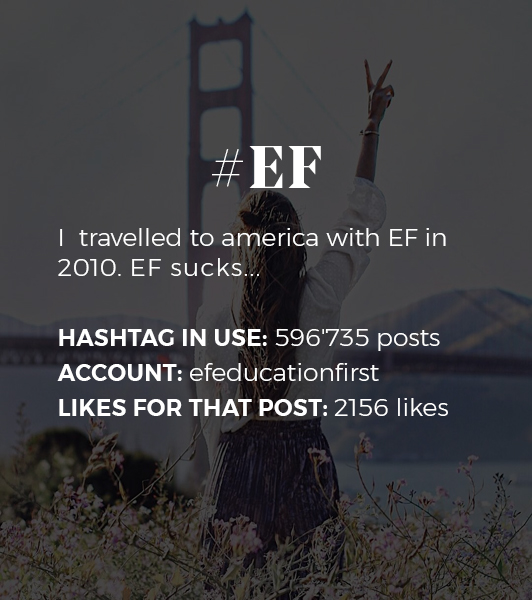 #EF
I travelled to america with EF in
2010. EF sucks...
HASHTAG IN USE: 596'735 posts
ACCOUNT: efeducationfirst
LIKES FOR THAT POST: 2156 likes